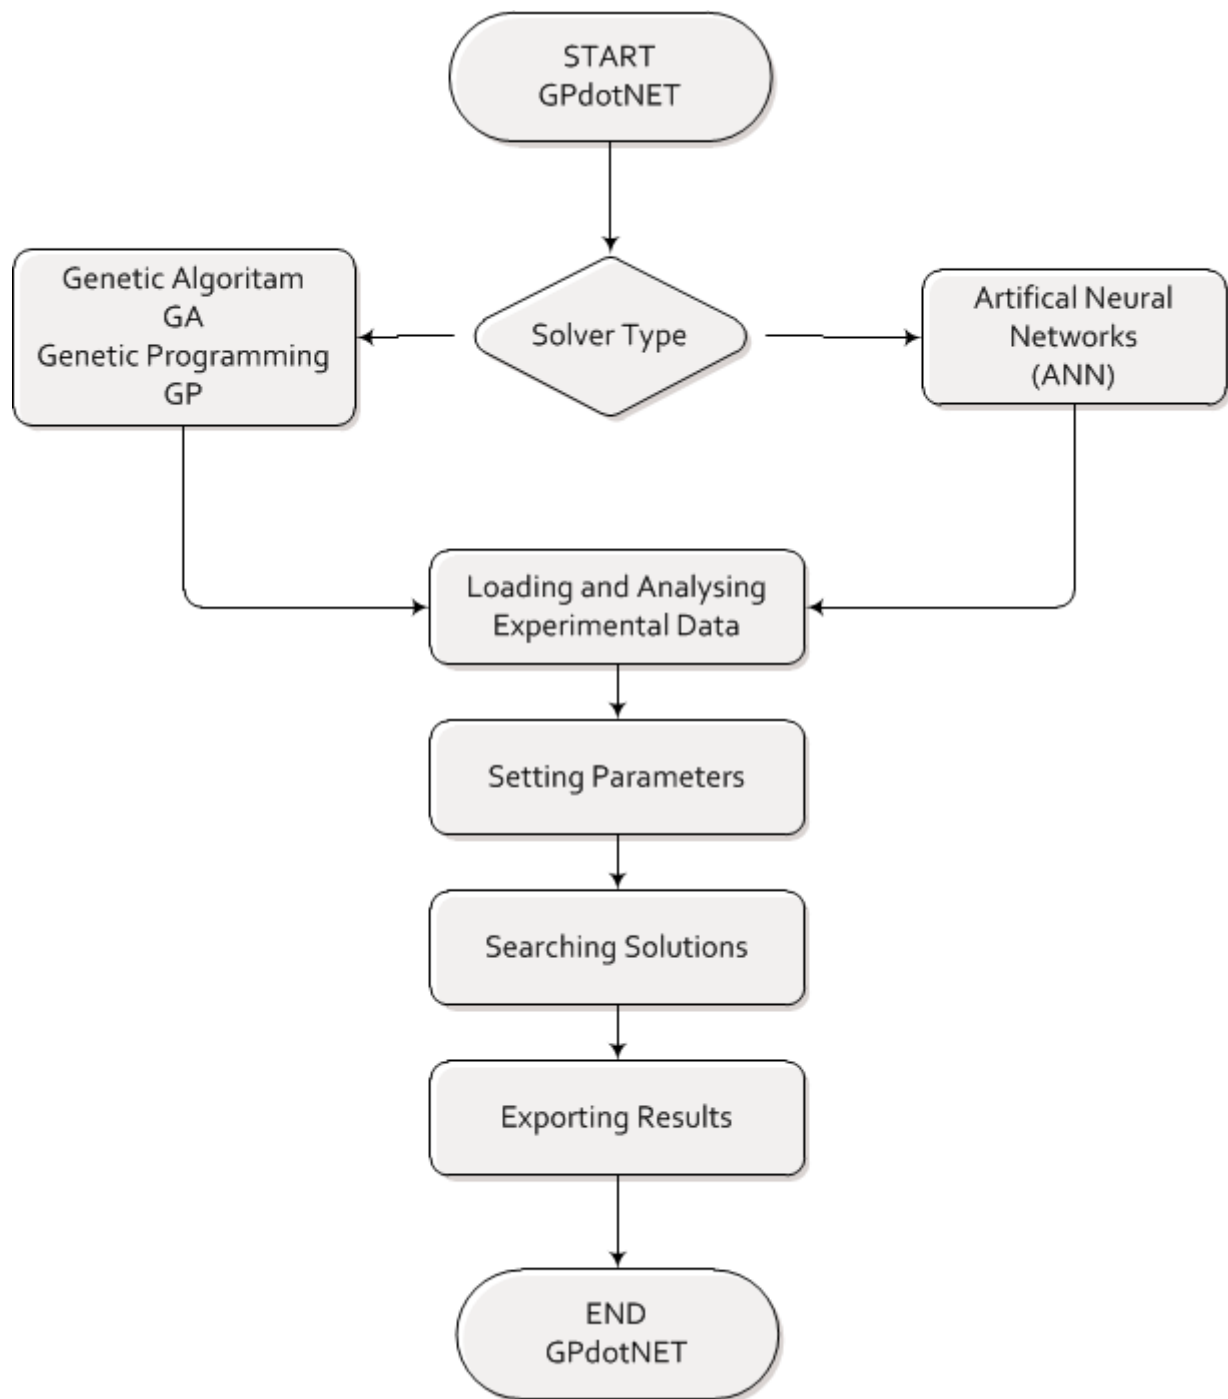 START
GPdotNET
Genetic Algoritam
GA
Genetic Programming
GP
Solver Type
Artifical Neural
Networks
(ANN)
Loading and Analysing
Experimental Data
Setting Parameters
Searching Solutions
Exporting Results
END
GPdotNET